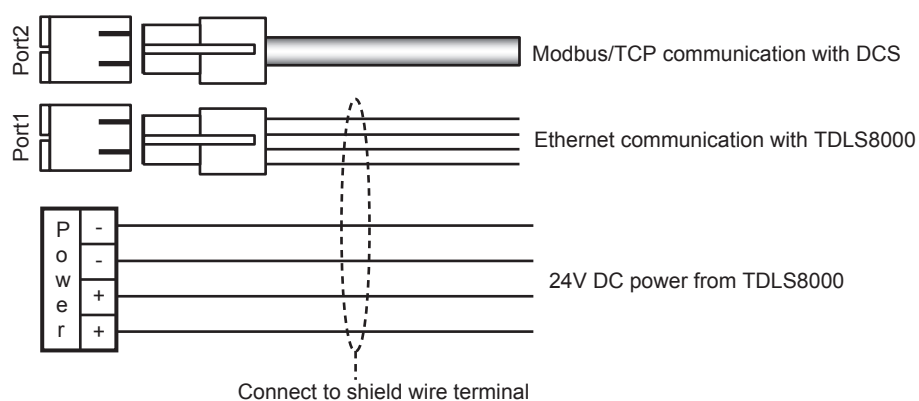 Port2
Modbus/TCP communication with DCS
Port1
Ethernet communication with TDLS8000
Power
-
-
+
+
24V DC power from TDLS8000
Connect to shield wire terminal